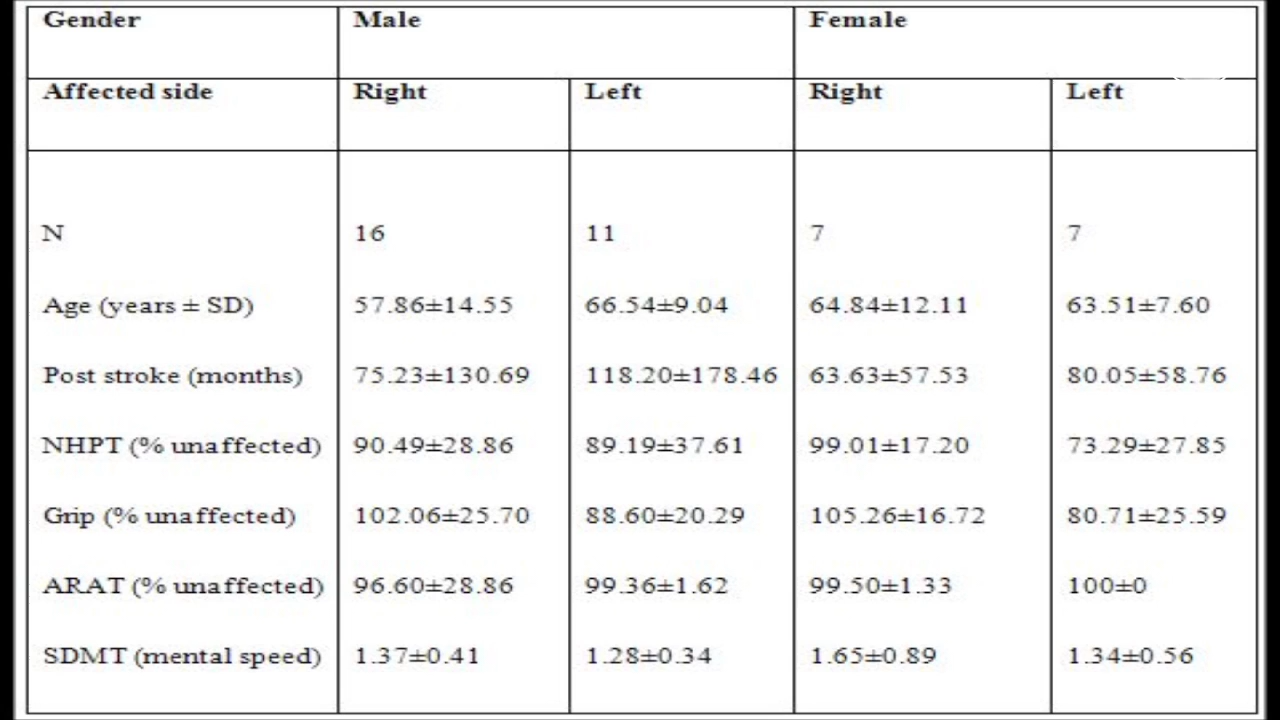 Gender Male Female
Affected side Right Left Right Left
N 16 11 7 7
Age (years ± SD) 57.86±14.55 66.54±9.04 64.84±12.11 63.51±7.60
Post stroke (months) 75.23±130.69 118.20±178.46 63.63±57.53 80.05±58.76
NHPT (% unaffected) 90.49±28.86 89.19±37.61 99.01±17.20 73.29±27.85
Grip (% unaffected) 102.06±25.70 88.60±20.29 105.26±16.72 80.71±25.59
ARAT (% unaffected) 96.60±28.86 99.36±1.62 99.50±1.33 100±0
SDMT (mental speed) 1.37±0.41 1.28±0.34 1.65±0.89 1.34±0.56